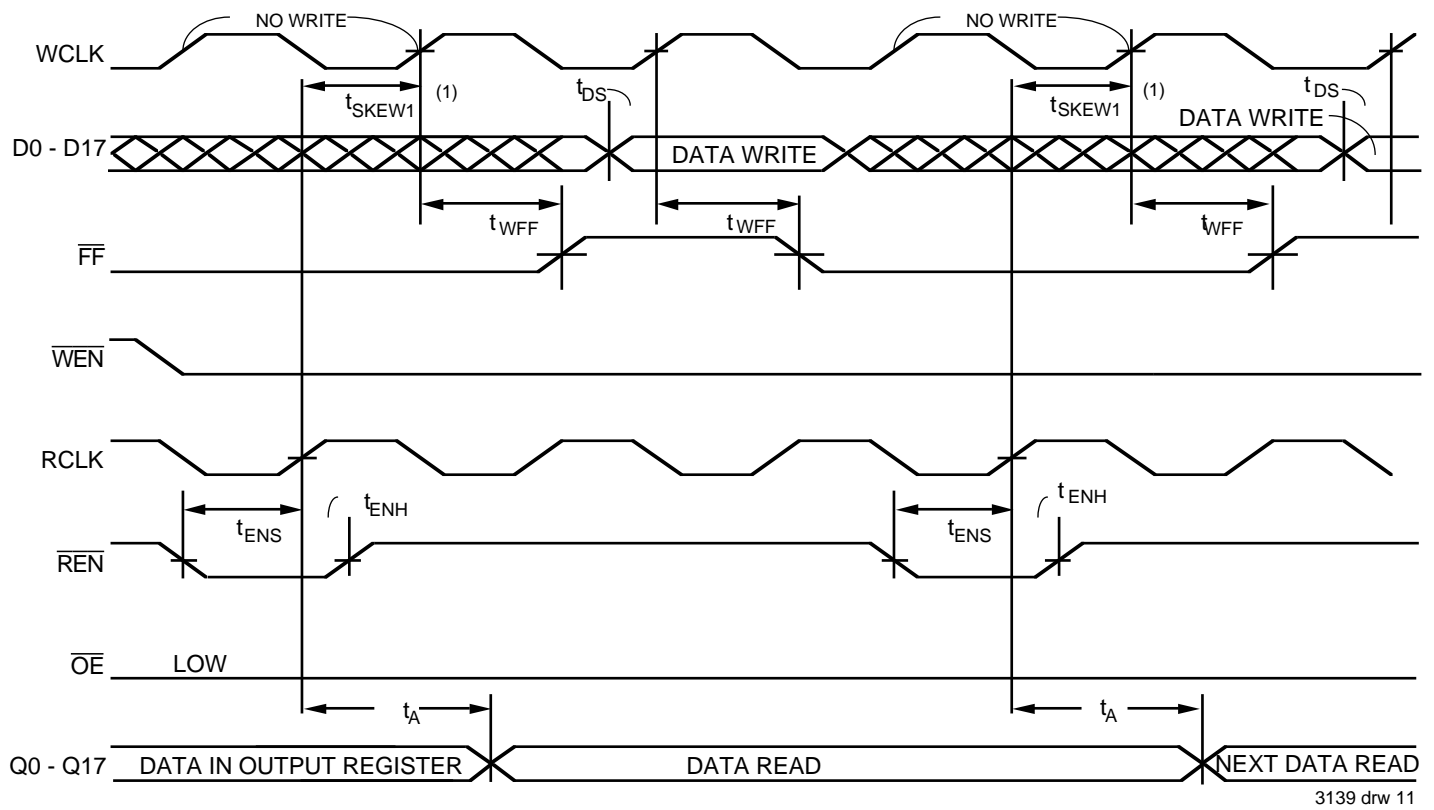 NO WRITE NO WRITE
WCLK
tSKEW1 (1) tDS tSKEW1 (1) tDS
DATA WRITE
D0 - D17 DATA WRITE
tWFF tWFF tWFF
FF
WEN
RCLK
tENS tENH tENS tENH
REN
OE LOW
tA tA
Q0 - Q17 DATA IN OUTPUT REGISTER DATA READ NEXT DATA READ
3139 drw 11